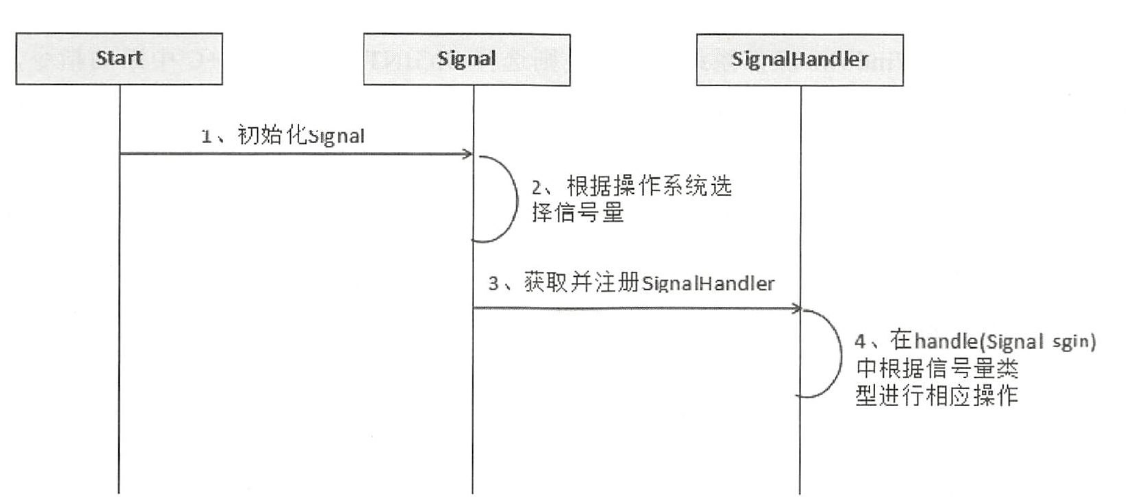 Start
Signal
SignalHandler
1、初始化Signal
2、根据操作系统选
择信号量
3、获取并注册SignalHandler
4、在handle(Signal sgin)
中根据信号量类
型进行相应操作